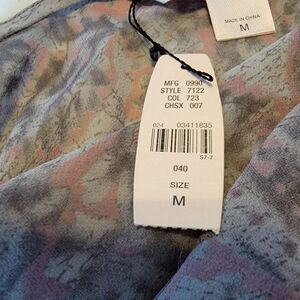 MADE IN CHINA
M
MFG 0990
STYLE 7122
COL 723
CHSX 007
024 03411835
S7-7
040
SIZE
M